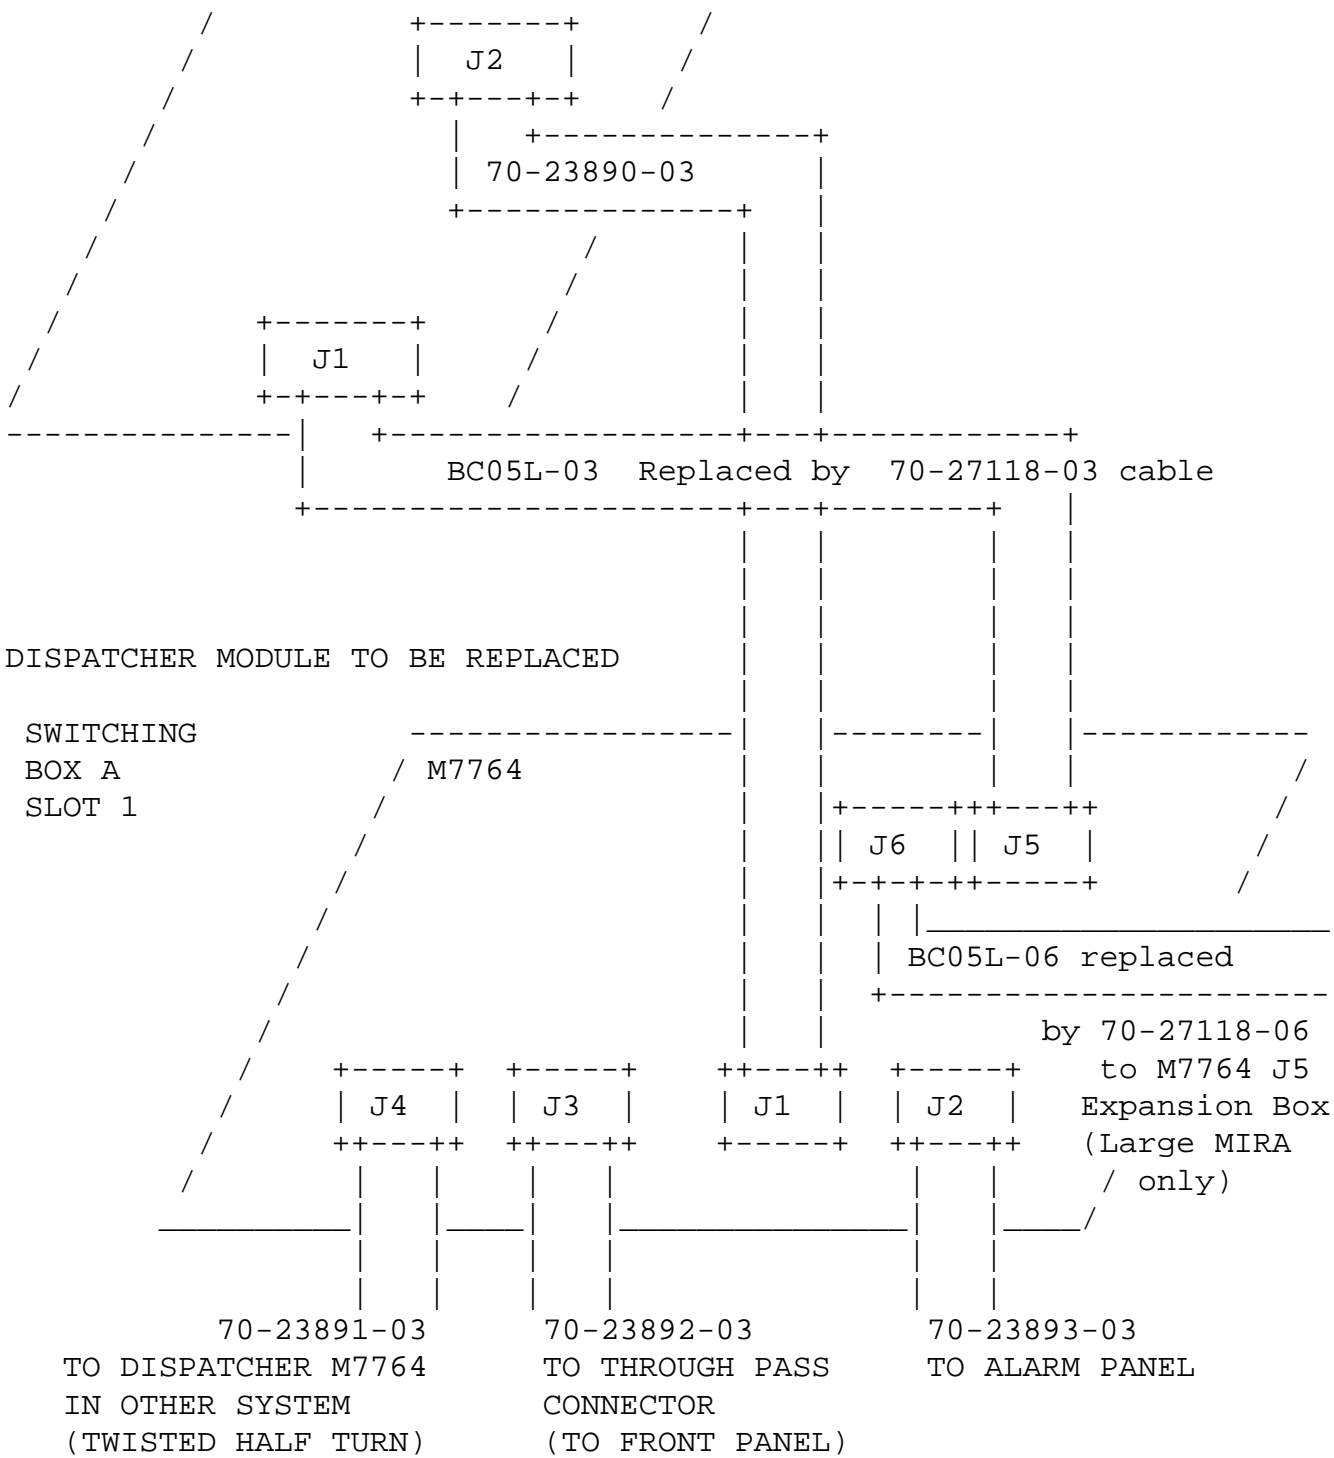 J2
70-23890-03
J1
BC05L-03 Replaced by 70-27118-03 cable
DISPATCHER MODULE TO BE REPLACED
SWITCHING
BOX A M7764
SLOT 1
J6 J5
BC05L-06 replaced
by 70-27118-06
to M7764 J5
J4 J3 J1 J2 Expansion Box
(Large MIRA
only)
70-23891-03 70-23892-03 70-23893-03
TO DISPATCHER M7764 TO THROUGH PASS TO ALARM PANEL
IN OTHER SYSTEM CONNECTOR
(TWISTED HALF TURN) (TO FRONT PANEL)